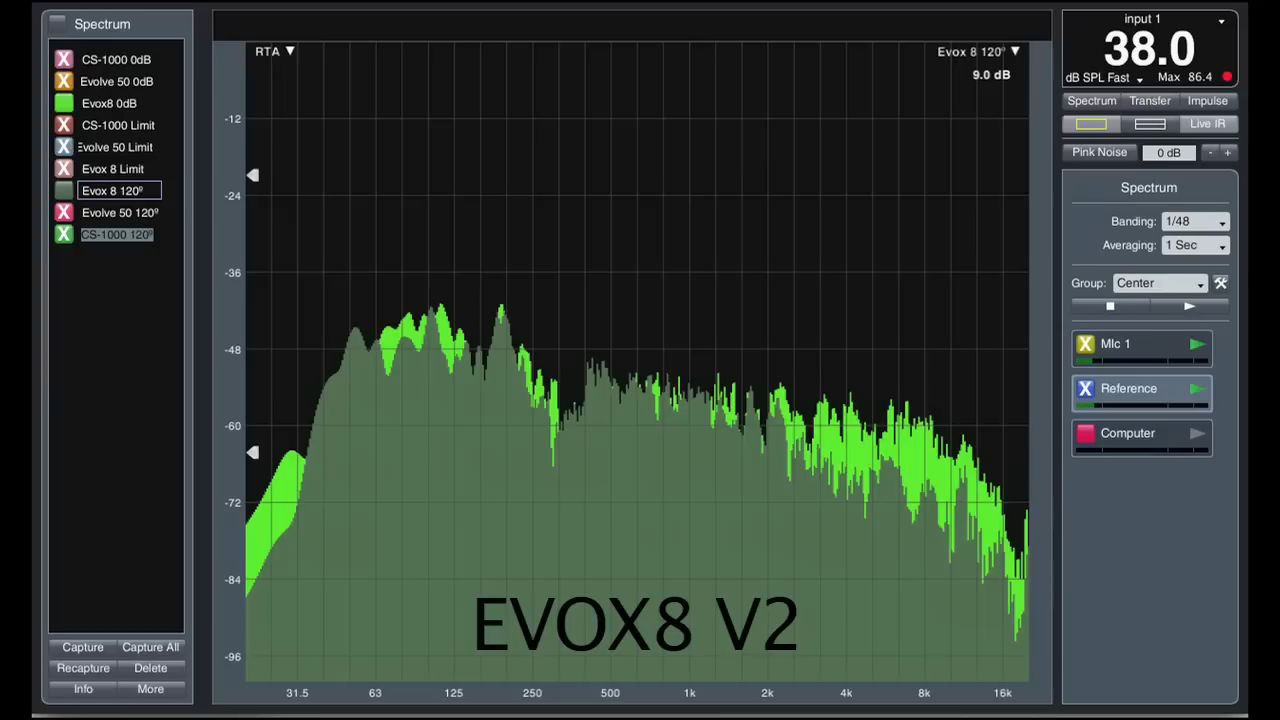 Spectrum
X CS-1000 0dB
X Evolve 50 0dB
Evox8 0dB
X CS-1000 Limit
X Evolve 50 Limit
X Evox 8 Limit
Evox 8 120º
X Evolve 50 120º
X CS-1000 120º
Capture Capture All
Recapture Delete
Info More
RTA ▼ Evox 8 120º ▼
9.0 dB
-12
-24
-36
-48
-60
-72
-84
-96
EVOX8 V2
31.5 63 125 250 500 1k 2k 4k 8k 16k
input 1
38.0
dB SPL Fast Max 86.4
Spectrum Transfer Impulse
Live IR
Pink Noise 0 dB - +
Spectrum
Banding: 1/48
Averaging: 1 Sec
Group: Center
X MIc 1
X Reference
Computer